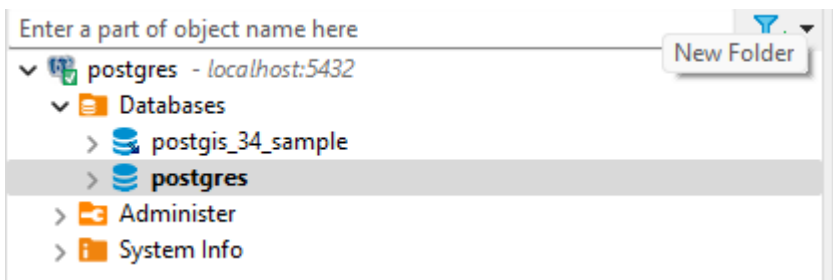 Enter a part of object name here
New Folder
postgres - localhost:5432
Databases
postgis_34_sample
postgres
Administer
System Info